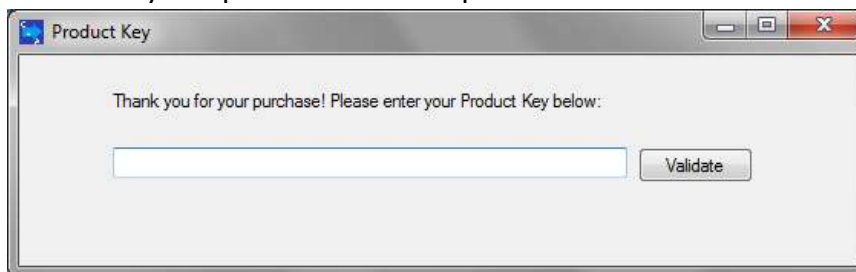 Product Key
Thank you for your purchase! Please enter your Product Key below:
Validate